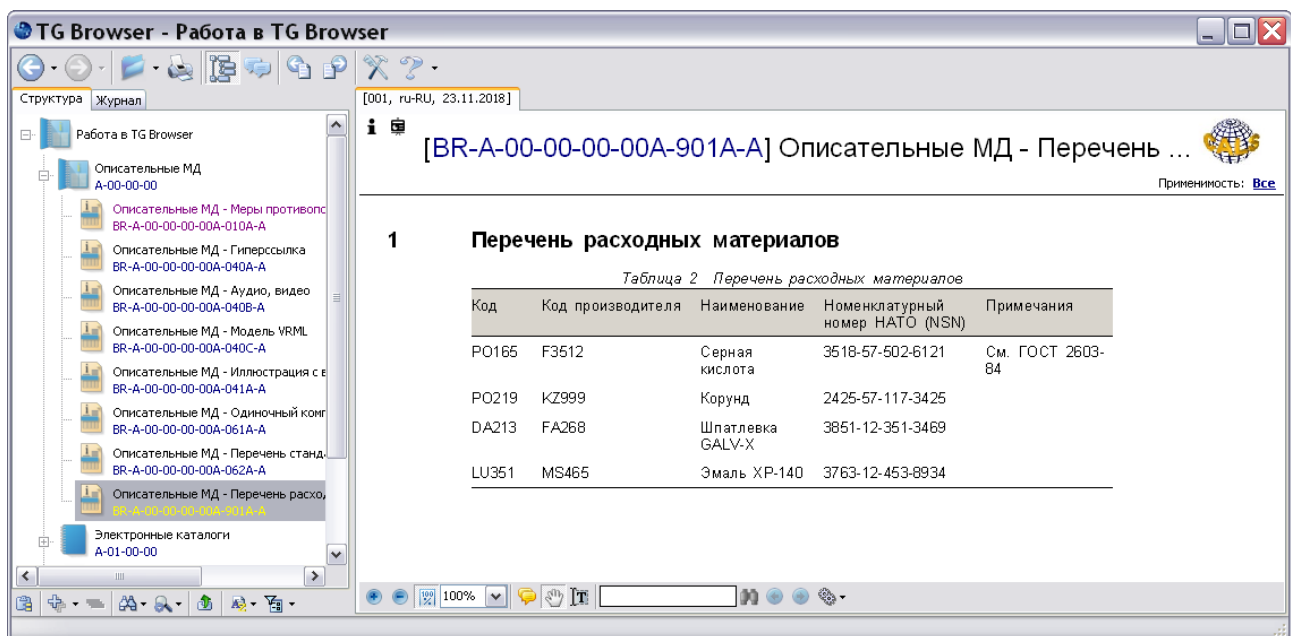 TG Browser - Работа в TG Browser
Структура Журнал
Работа в TG Browser
Описательные МД
A-00-00-00
Описательные МД - Меры противопо
BR-A-00-00-00-00A-010A-A
Описательные МД - Гиперссылка
BR-A-00-00-00-00A-040A-A
Описательные МД - Аудио, видео
BR-A-00-00-00-00A-040B-A
Описательные МД - Модель VRML
BR-A-00-00-00-00A-040C-A
Описательные МД - Иллюстрация с в
BR-A-00-00-00-00A-041A-A
Описательные МД - Одиночный комп
BR-A-00-00-00-00A-061A-A
Описательные МД - Перечень станд
BR-A-00-00-00-00A-062A-A
Описательные МД - Перечень расхо
BR-A-00-00-00-00A-901A-A
Электронные каталоги
A-01-00-00
[001, ru-RU, 23.11.2018]
[BR-A-00-00-00-00A-901A-A] Описательные МД - Перечень ...
CALS
Применимость: Все
1 Перечень расходных материалов
Таблица 2 Перечень расходных материалов
Код Код производителя Наименование Номенклатурный Примечания
номер НАТО (NSN)
PO165 F3512 Серная 3518-57-502-6121 См. ГОСТ 2603-
кислота 84
PO219 KZ999 Корунд 2425-57-117-3425
DA213 FA268 Шпатлевка 3851-12-351-3469
GALV-X
LU351 MS465 Эмаль ХР-140 3763-12-453-8934
100%